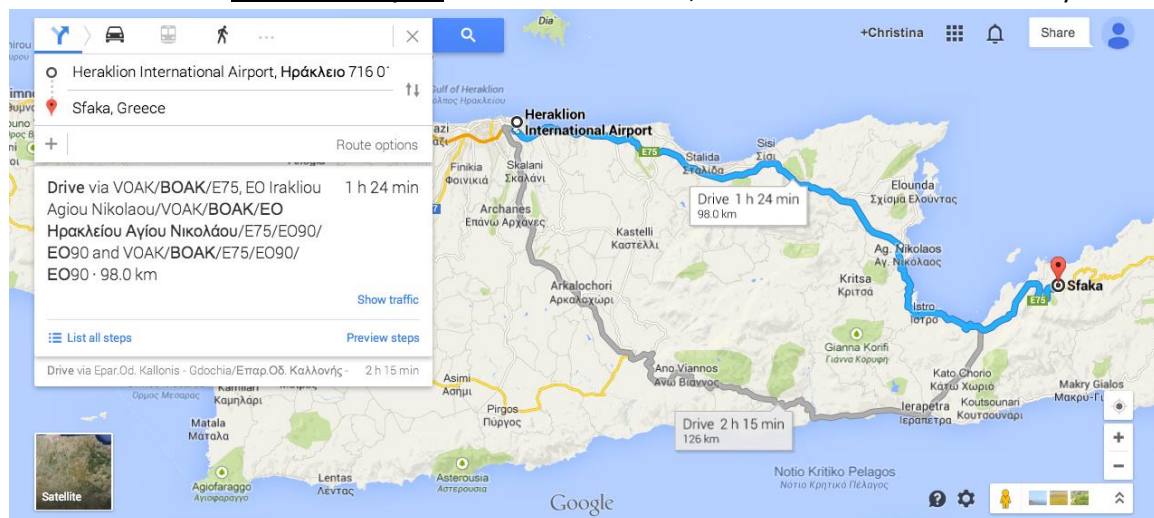 +Christina
Share
Heraklion International Airport, Ηράκλειο 716 0
Sfaka, Greece
Route options
Drive via VOAK/ΒΟΑΚ/E75, EO Irakliou 1 h 24 min
Agiou Nikolaou/VOAK/ΒΟΑΚ/ΕΟ
Ηρακλείου Αγίου Νικολάου/E75/EO90/
ΕΟ90 and VOAK/ΒΟΑΚ/E75/EO90/
ΕΟ90 · 98.0 km
Show traffic
List all steps
Preview steps
Drive via Epar.Od. Kallonis - Gdochia/Επαρ.Οδ. Καλλονής - 2 h 15 min
Dia
Gulf of Heraklion
Κόλπος Ηρακλείου
Heraklion
International Airport
E75
Stalida
Σταλίδα
Sisi
Σίσι
Finikia
Φοινικιά
Skalani
Σκαλάνι
Elounda
Σχίσμα Ελούντας
Drive 1 h 24 min
98.0 km
Archanes
Επάνω Αρχάνες
Kastelli
Καστέλλι
Ag. Nikolaos
Αγ. Νικόλαος
Kritsa
Κριτσά
Sfaka
E75
Arkalochori
Αρκαλοχώρι
Istro
Ίστρο
Gianna Korifi
Γιάννα Κορυφή
Ano Viannos
Άνω Βιάννος
Kato Chorio
Κάτω Χωριό
Makry Gialos
Asimi
Ασήμι
Pirgos
Πύργος
Ierapetra
Ιεράπετρα
Koutsounari
Κουτσουνάρι
Drive 2 h 15 min
126 km
Kamilari
Καμηλάρι
Matala
Μάταλα
Agiofaraggo
Αγιοφάραγγο
Lentas
Λέντας
Asterousia
Αστερούσια
Notio Kritiko Pelagos
Νότιο Κρητικό Πέλαγος
Satellite
Google